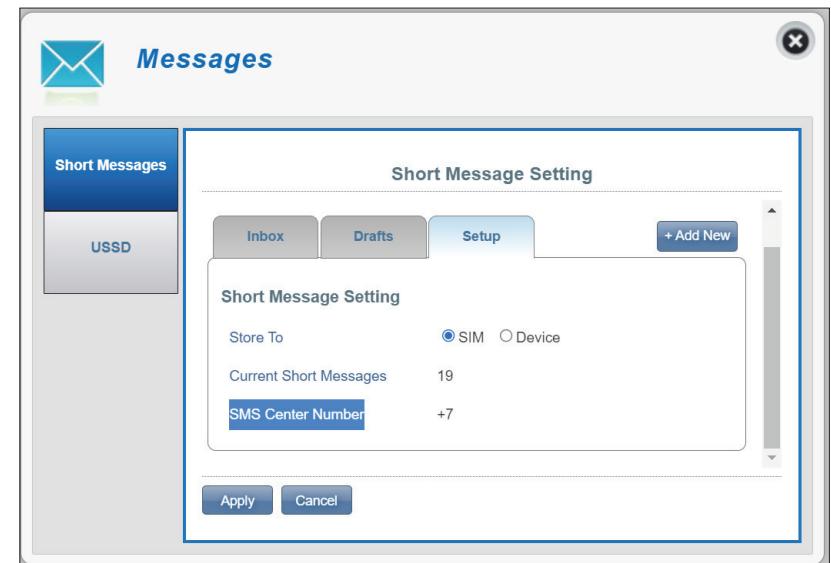 Messages
Short Messages
USSD
Short Message Setting
Inbox Drafts Setup + Add New
Short Message Setting
Store To SIM Device
Current Short Messages 19
SMS Center Number +7
Apply Cancel